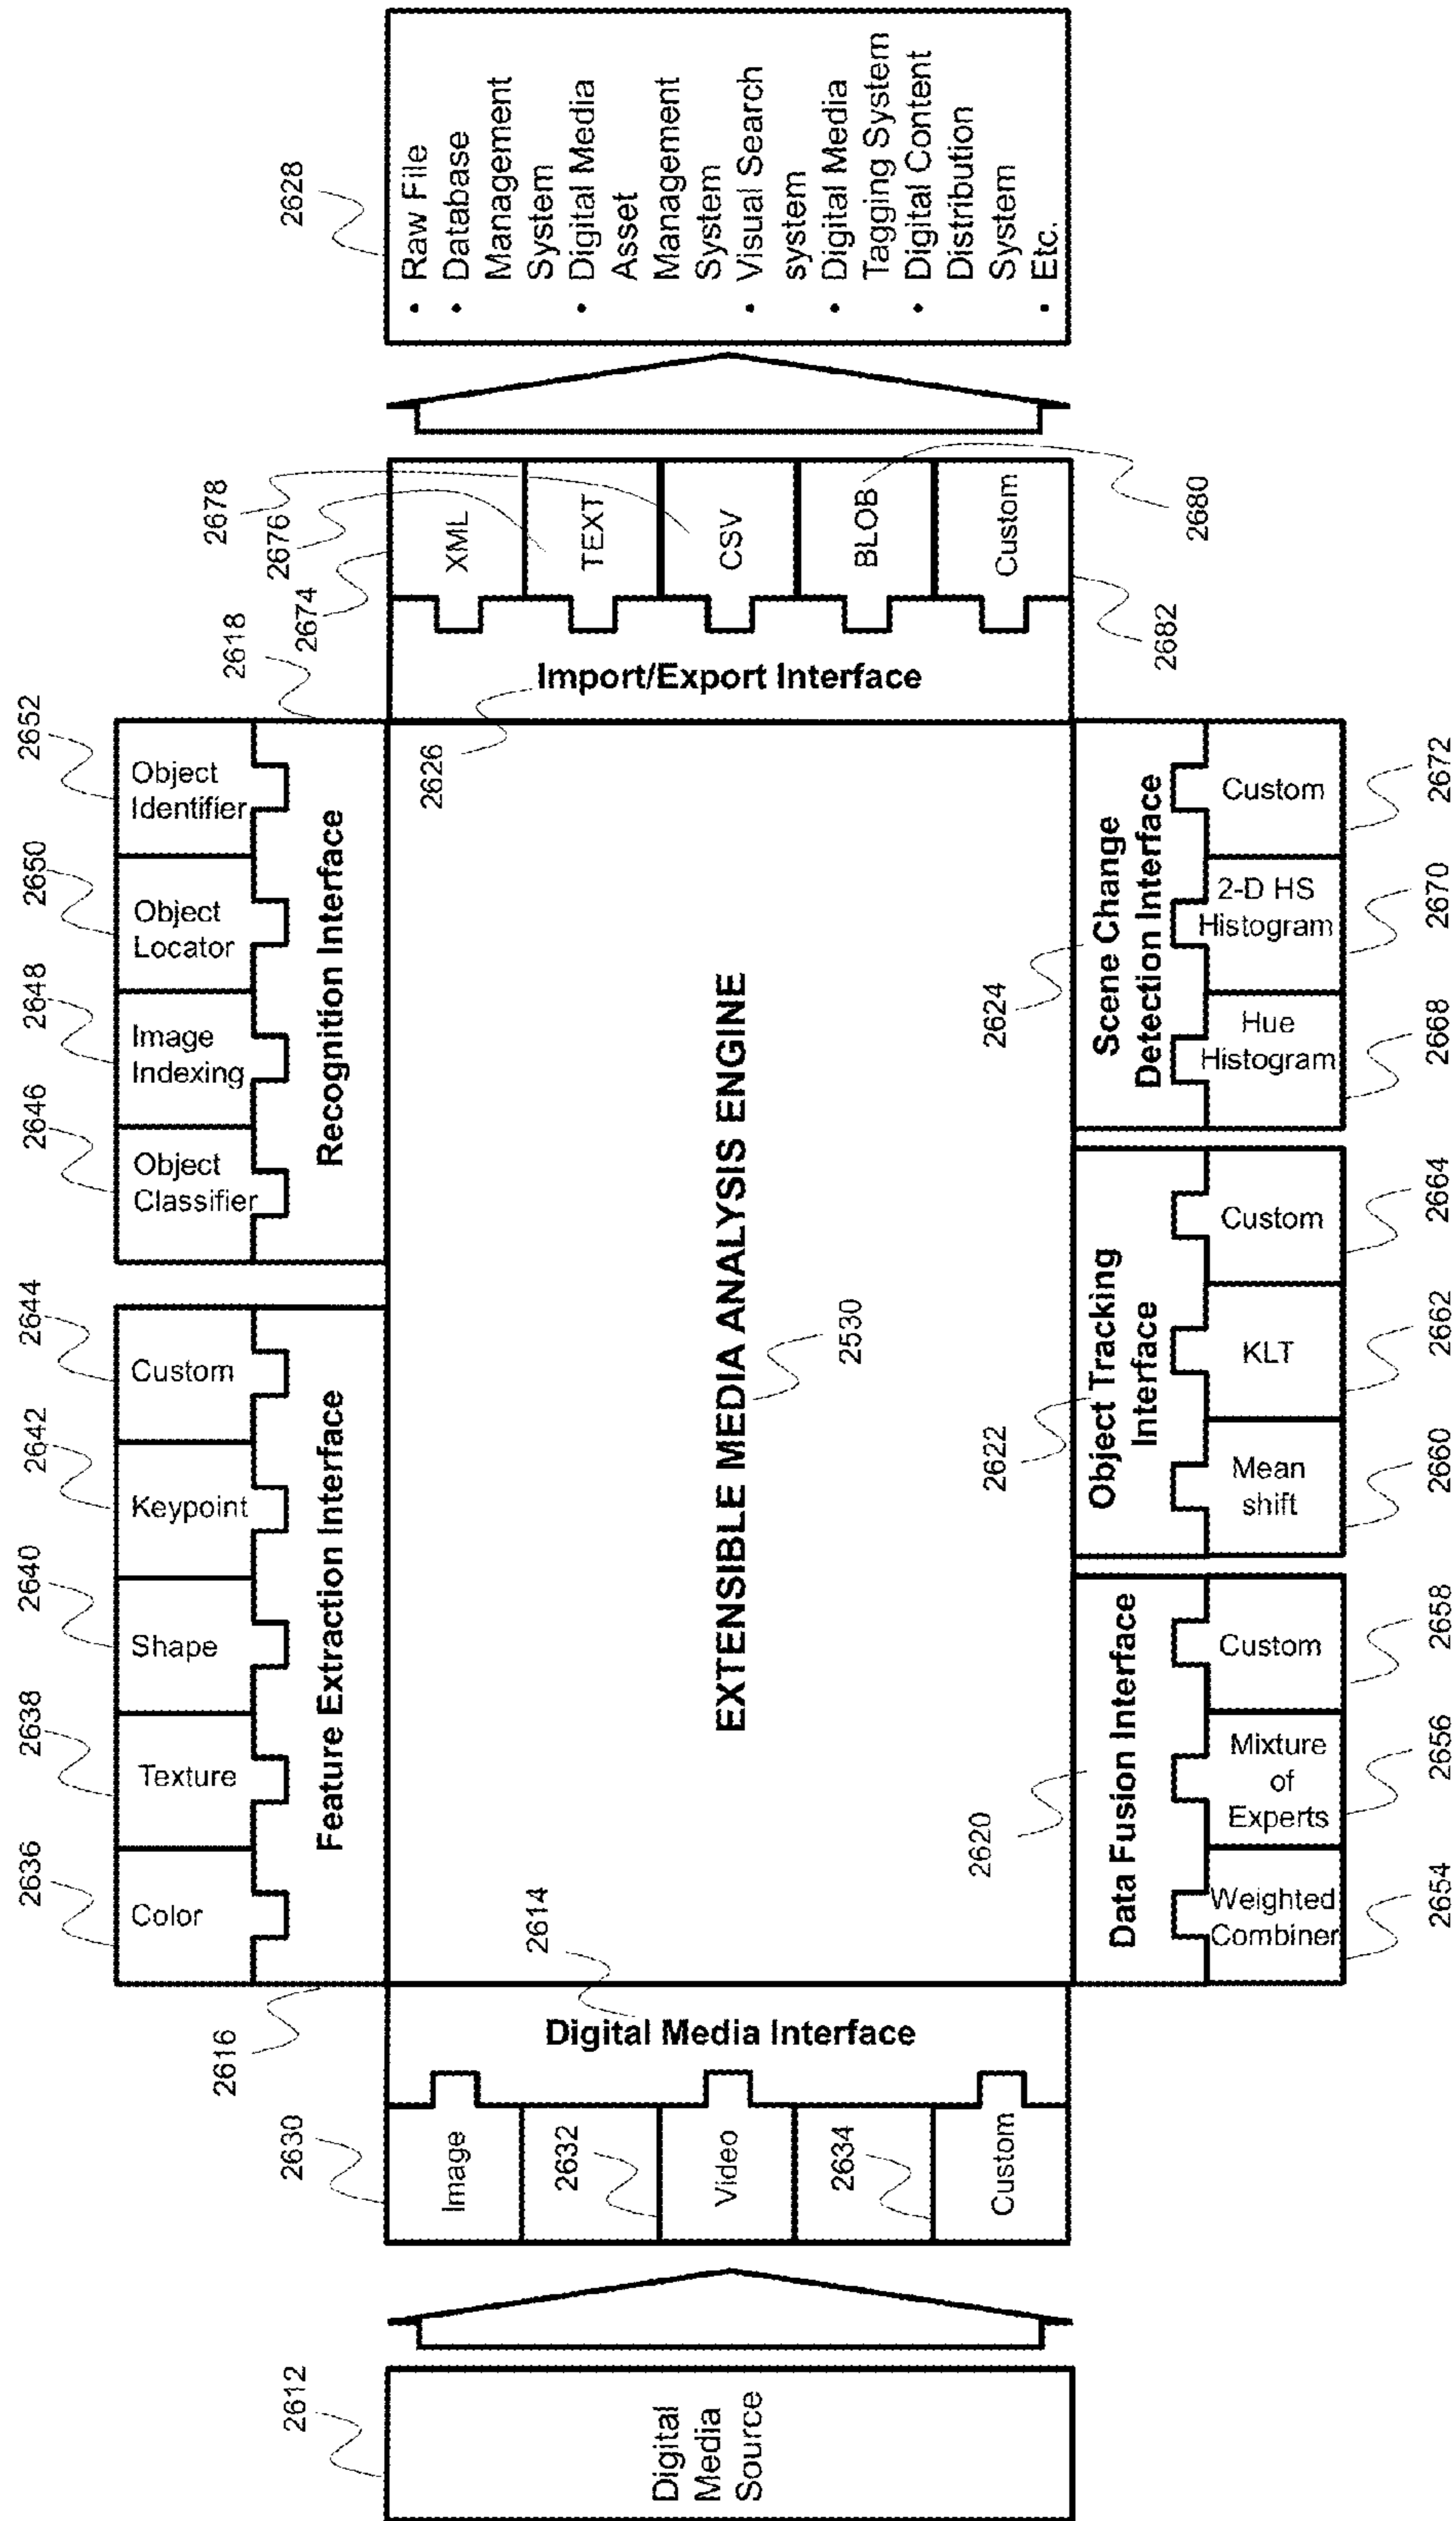 2612
Digital
Media
Source
2630
Image
2632
Video
2634
Custom
2614
Digital Media Interface
2616
2636
2638
2640
2642
2644
Color
Texture
Shape
Keypoint
Custom
Feature Extraction Interface
2646
2648
2650
2652
Object
Classifier
Image
Indexing
Object
Locator
Object
Identifier
Recognition Interface
2618
EXTENSIBLE MEDIA ANALYSIS ENGINE
2530
2620
Data Fusion Interface
Weighted
Combiner
Mixture
of
Experts
Custom
2654
2656
2658
2622
Object Tracking
Interface
Mean
shift
KLT
Custom
2660
2662
2664
2624
Scene Change
Detection Interface
Hue
Histogram
2-D HS
Histogram
Custom
2668
2670
2672
2626
Import/Export Interface
2674
2676
2678
XML
TEXT
CSV
BLOB
Custom
2680
2682
2628
• Raw File
• Database
Management
System
• Digital Media
Asset
Management
System
• Visual Search
system
• Digital Media
Tagging System
• Digital Content
Distribution
System
• Etc.